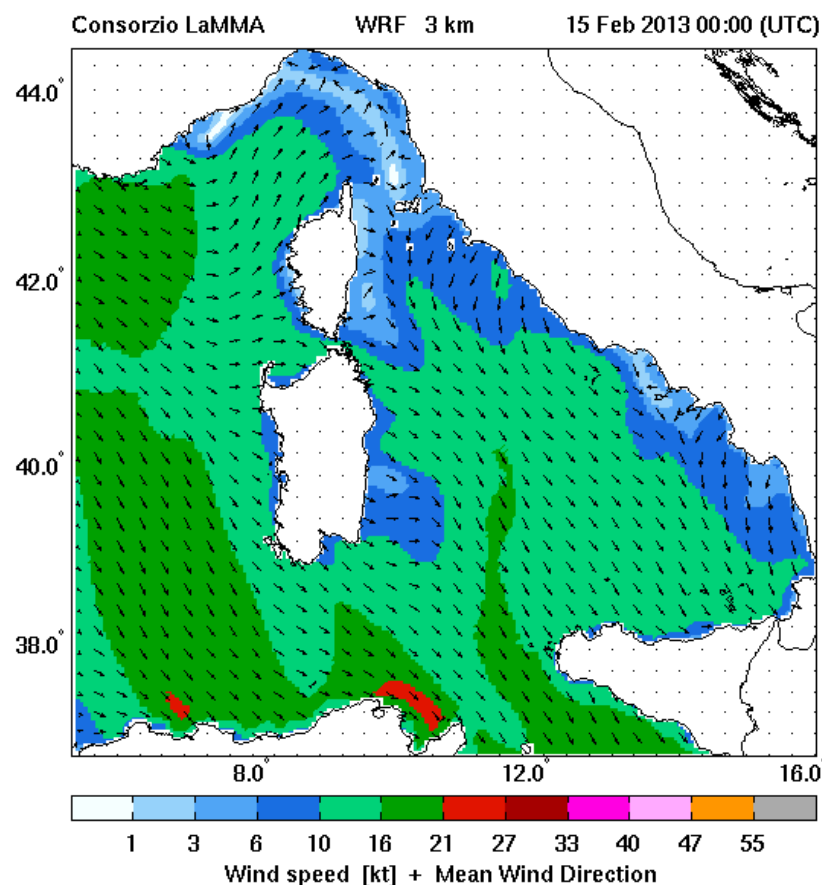 Consorzio LaMMA WRF 3 km 15 Feb 2013 00:00 (UTC)
44.0°
42.0°
40.0°
38.0°
8.0° 12.0° 16.0°
1 3 6 10 16 21 27 33 40 47 55
Wind speed [kt] + Mean Wind Direction